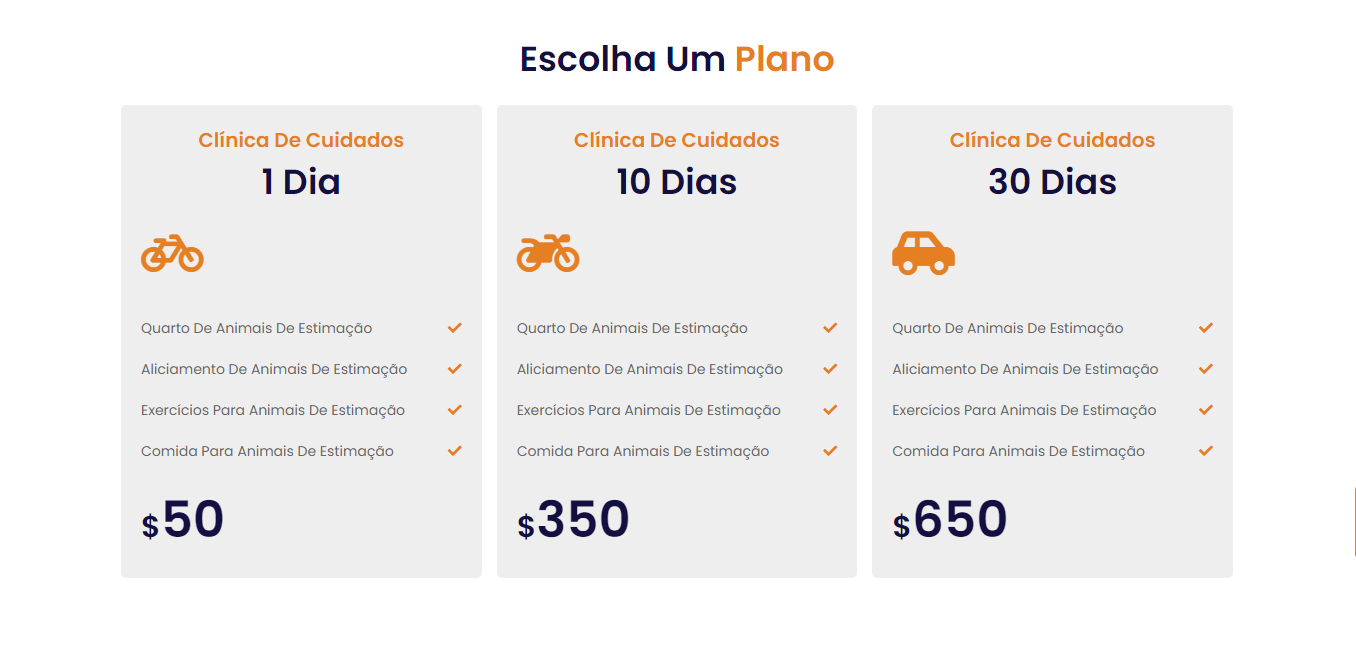 Escolha Um Plano
Clínica De Cuidados
1 Dia
Quarto De Animais De Estimação
Aliciamento De Animais De Estimação
Exercícios Para Animais De Estimação
Comida Para Animais De Estimação
$50
Clínica De Cuidados
10 Dias
Quarto De Animais De Estimação
Aliciamento De Animais De Estimação
Exercícios Para Animais De Estimação
Comida Para Animais De Estimação
$350
Clínica De Cuidados
30 Dias
Quarto De Animais De Estimação
Aliciamento De Animais De Estimação
Exercícios Para Animais De Estimação
Comida Para Animais De Estimação
$650